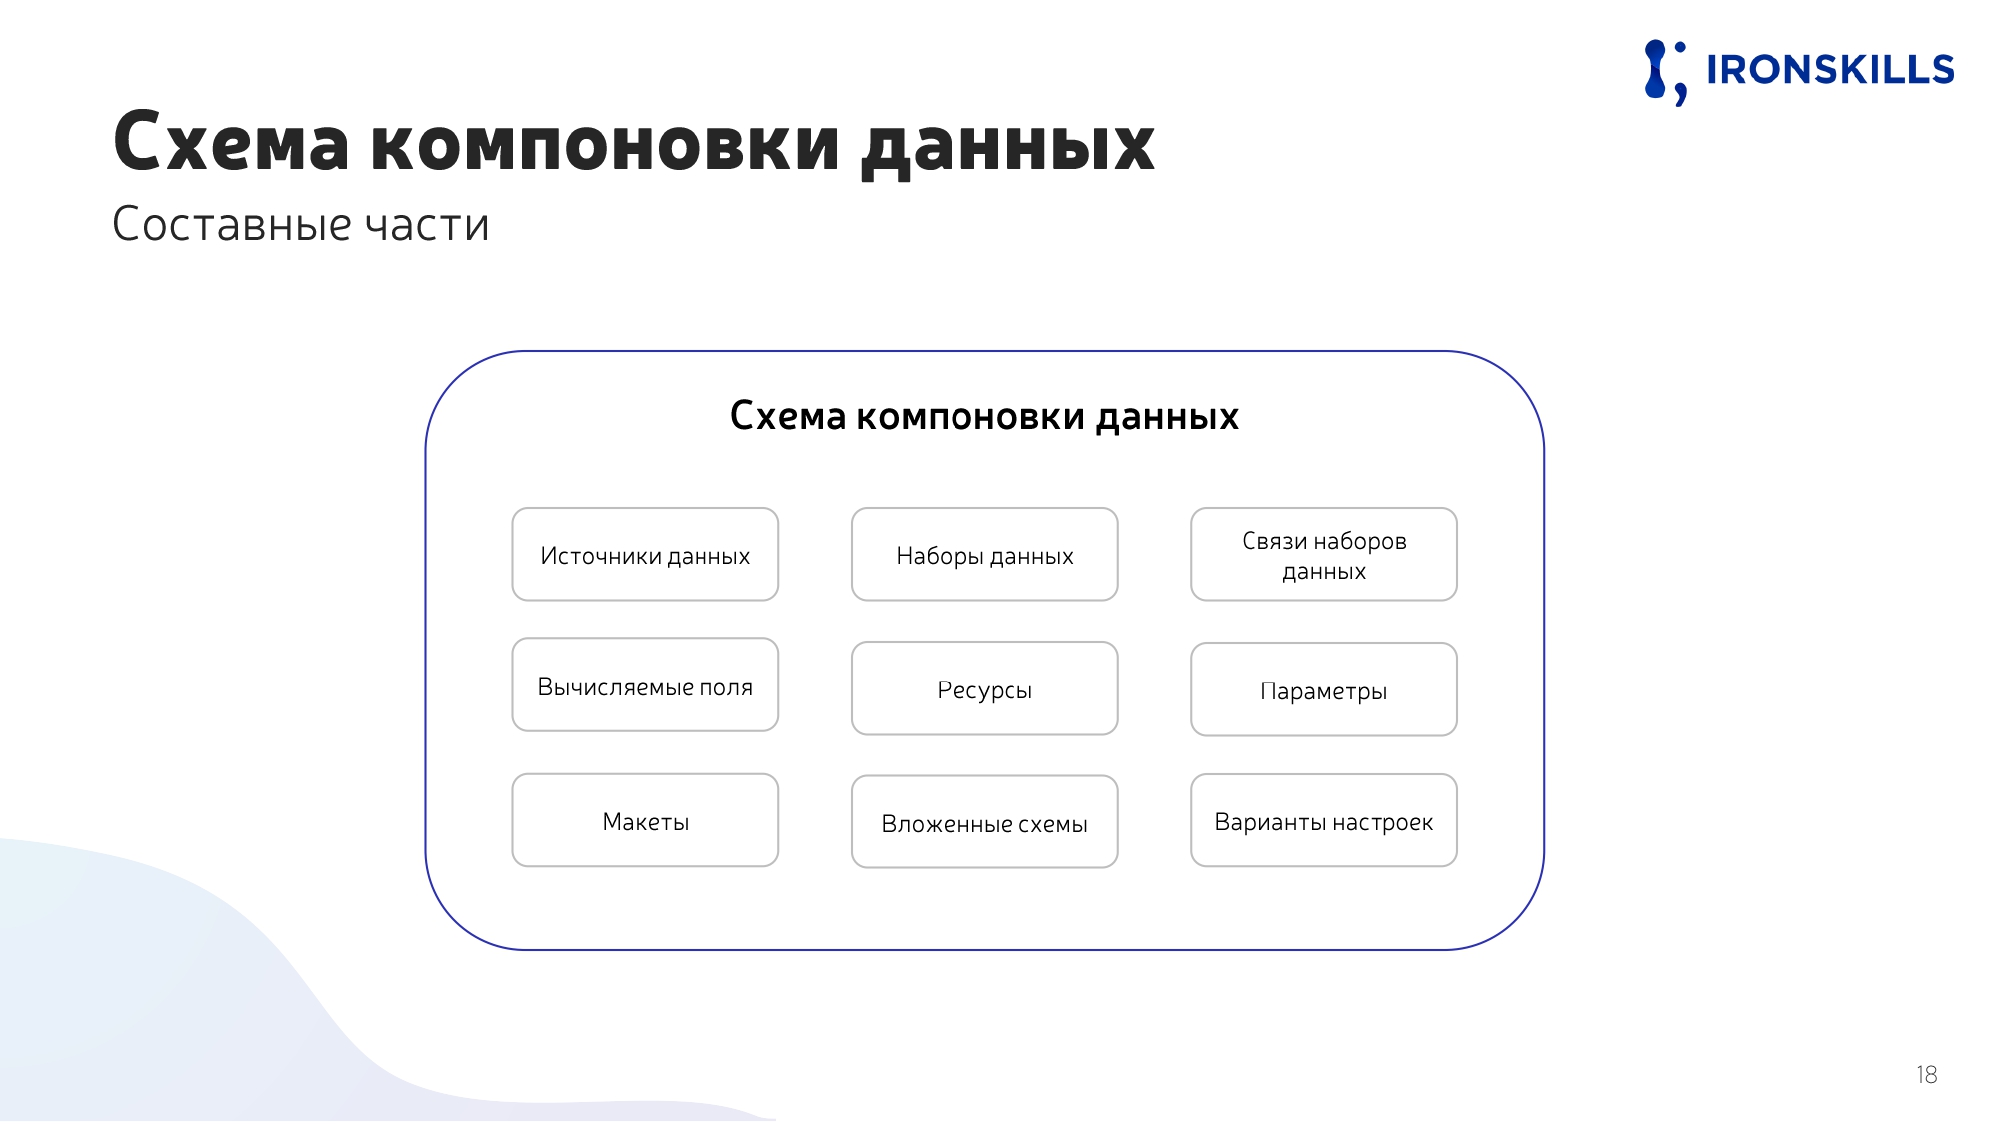 IRONSKILLS
Схема компоновки данных
Составные части
Схема компоновки данных
Источники данных
Наборы данных
Связи наборов
данных
Вычисляемые поля
Ресурсы
Параметры
Макеты
Вложенные схемы
Варианты настроек
18